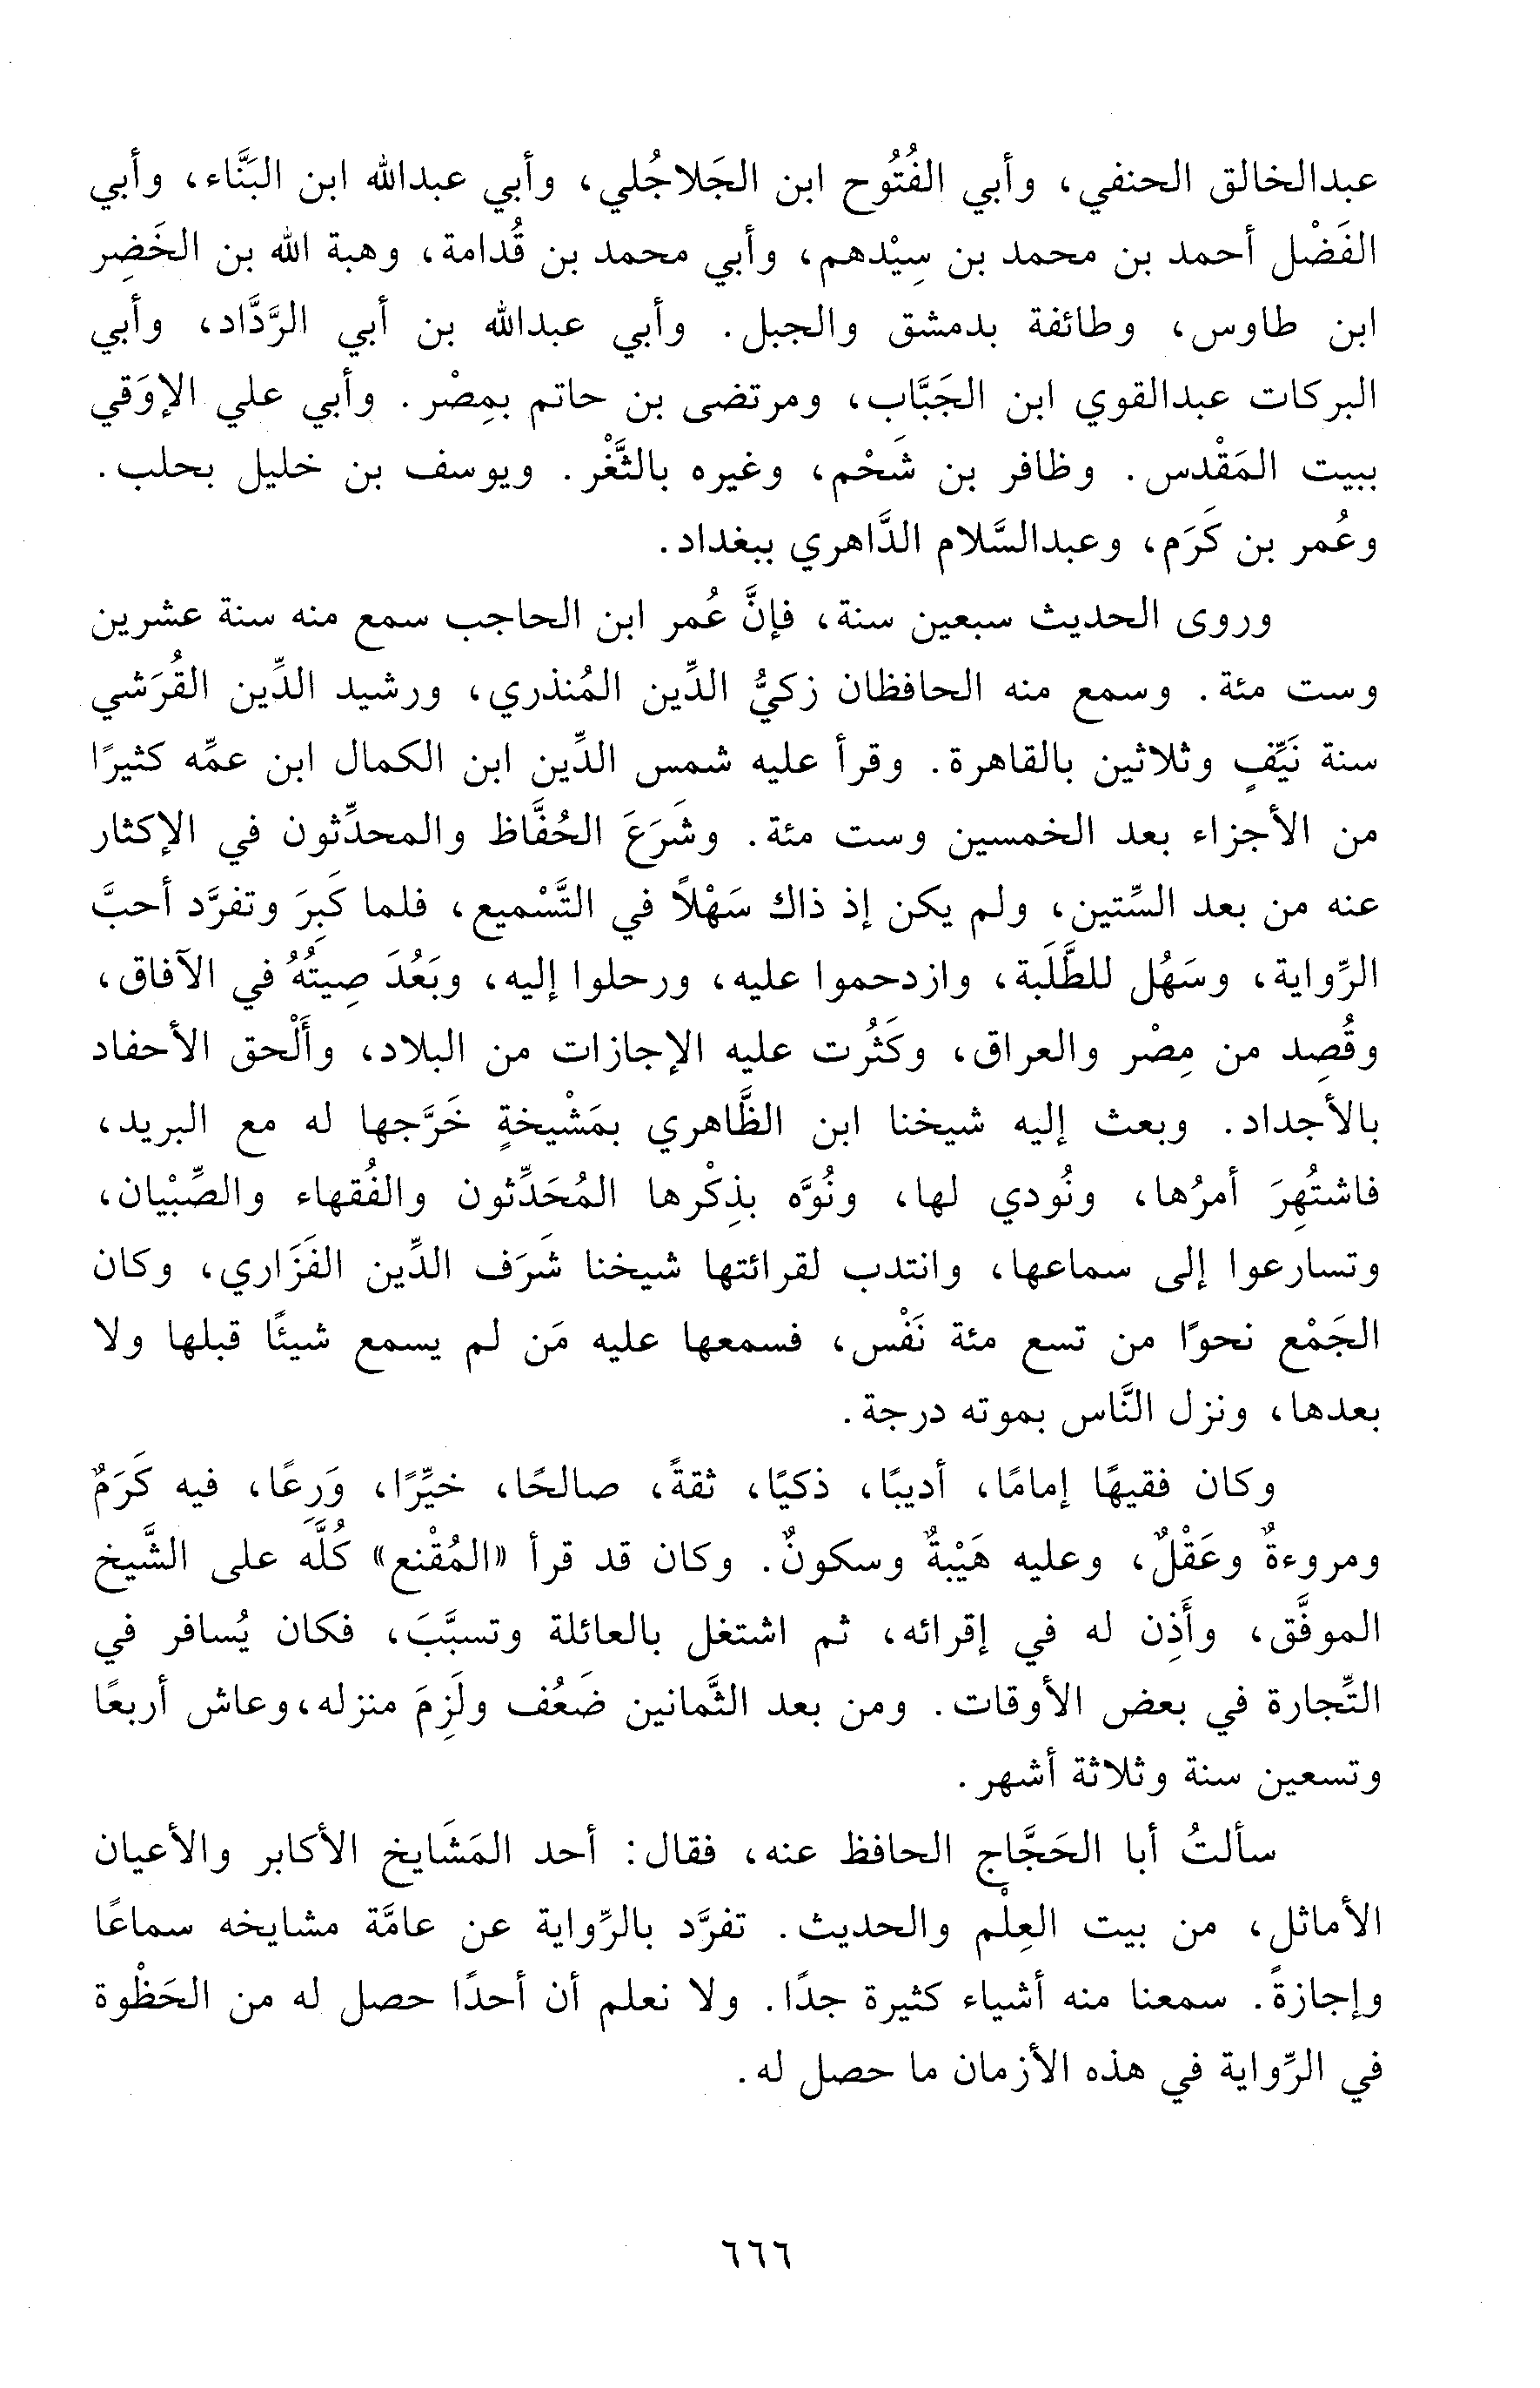 عبدالخالق الحنفي، وأبي الفُتُوح ابن الجَلاجُلي، وأبي عبدالله ابن البَنَّاء، وأبي
الفَضْل أحمد بن محمد بن سِيْدهم، وأبي محمد بن قُدامة، وهبة الله بن الخَضِر
ابن طاوس، وطائفة بدمشق والجبل. وأبي عبدالله بن أبي الرَّدَّاد، وأبي
البركات عبدالقوي ابن الجَبَّاب، ومرتضى بن حاتم بمِصْر. وأبي علي الإوَقي
ببيت المَقْدس. وظافر بن شَحْم، وغيره بالثَّغْر. ويوسف بن خليل بحلب.
وعُمر بن كَرَم، وعبدالسَّلام الدَّاهري ببغداد.
وروى الحديث سبعين سنة، فإنَّ عُمر ابن الحاجب سمع منه سنة عشرين
وست مئة. وسمع منه الحافظان زكيُّ الدِّين المُنذري، ورشيد الدِّين القُرَشي
سنة نَيِّفٍ وثلاثين بالقاهرة. وقرأ عليه شمس الدِّين ابن الكمال ابن عمِّه كثيرًا
من الأجزاء بعد الخمسين وست مئة. وشَرَعَ الحُفَّاظ والمحدِّثون في الإكثار
عنه من بعد السِّتين، ولم يكن إذ ذاك سَهْلاً في التَّسْميع، فلما كَبِرَ وتفرَّد أحبَّ
الرِّواية، وسَهُل للطَّلَبة، وازدحموا عليه، ورحلوا إليه، وبَعُدَ صِيتُهُ في الآفاق،
وقُصِد من مِصْر والعراق، وكَثُرت عليه الإجازات من البلاد، وأَلْحق الأحفاد
بالأجداد. وبعث إليه شيخنا ابن الظَّاهري بمَشْيخةٍ خَرَّجها له مع البريد،
فاشتُهِرَ أمرُها، ونُودي لها، ونُوَّه بذِكْرها المُحَدِّثون والفُقهاء والصِّبْيان،
وتسارعوا إلى سماعها، وانتدب لقرائتها شيخنا شَرَف الدِّين الفَزَاري، وكان
الجَمْع نحوًا من تسع مئة نَفْس، فسمعها عليه مَن لم يسمع شيئًا قبلها ولا
بعدها، ونزل النَّاس بموته درجة.
وكان فقيهًا إمامًا، أديبًا، ذكيًا، ثقةً، صالحًا، خيِّرًا، وَرِعًا، فيه كَرَمٌ
ومروءةٌ وعَقْلٌ، وعليه هَيْبةٌ وسكونٌ. وكان قد قرأ «المُقْنع» كُلَّه على الشَّيخ
الموفَّق، وأَذِن له في إقرائه، ثم اشتغل بالعائلة وتسبَّبَ، فكان يُسافر في
التِّجارة في بعض الأوقات. ومن بعد الثَّمانين ضَعُف ولَزِمَ منزله، وعاش أربعًا
وتسعين سنة وثلاثة أشهر.
سألتُ أبا الحَجَّاج الحافظ عنه، فقال: أحد المَشَايخ الأكابر والأعيان
الأماثل، من بيت العِلْم والحديث. تفرَّد بالرِّواية عن عامَّة مشايخه سماعًا
وإجازةً. سمعنا منه أشياء كثيرة جدًا. ولا نعلم أن أحدًا حصل له من الحَظْوة
في الرِّواية في هذه الأزمان ما حصل له.
٦٦٦